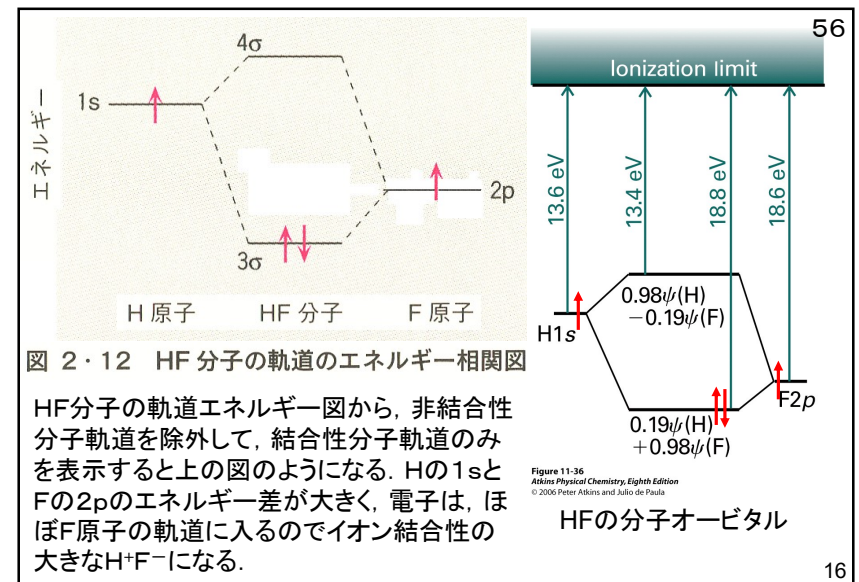 56
4σ
1s
2p
3σ
エネルギー
H 原子 HF 分子 F 原子
図 2・12 HF 分子の軌道のエネルギー相関図
HF分子の軌道エネルギー図から,非結合性
分子軌道を除外して,結合性分子軌道のみ
を表示すると上の図のようになる.Hの1sと
Fの2pのエネルギー差が大きく,電子は,ほ
ぼF原子の軌道に入るのでイオン結合性の
大きなH⁺F⁻になる.
Ionization limit
13.6 eV
13.4 eV
18.8 eV
18.6 eV
0.98ψ(H)
−0.19ψ(F)
H1s
F2p
0.19ψ(H)
+0.98ψ(F)
Figure 11-36
Atkins Physical Chemistry, Eighth Edition
© 2006 Peter Atkins and Julio de Paula
HFの分子オービタル
16